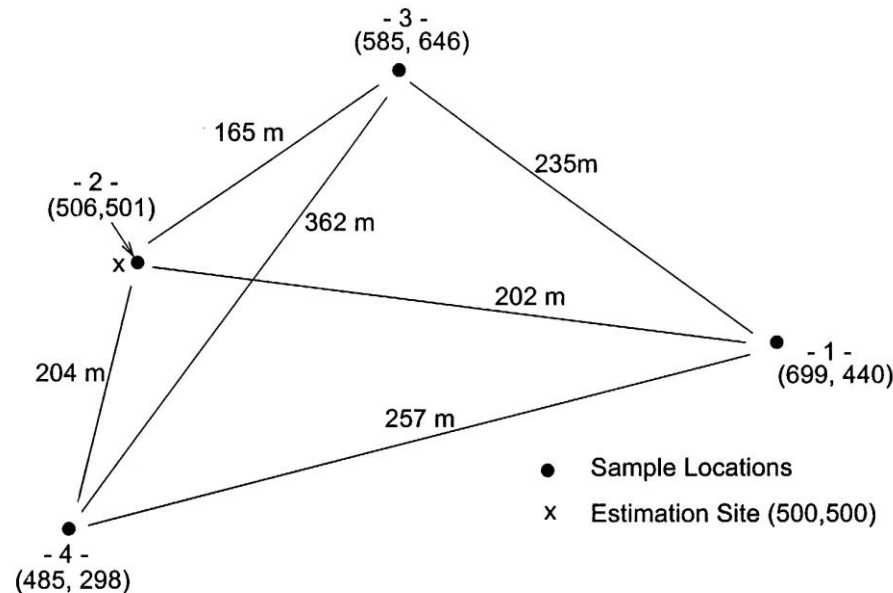 - 3 -
(585, 646)
165 m
235m
- 2 -
(506,501)
362 m
x
202 m
- 1 -
(699, 440)
204 m
257 m
Sample Locations
x Estimation Site (500,500)
- 4 -
(485, 298)